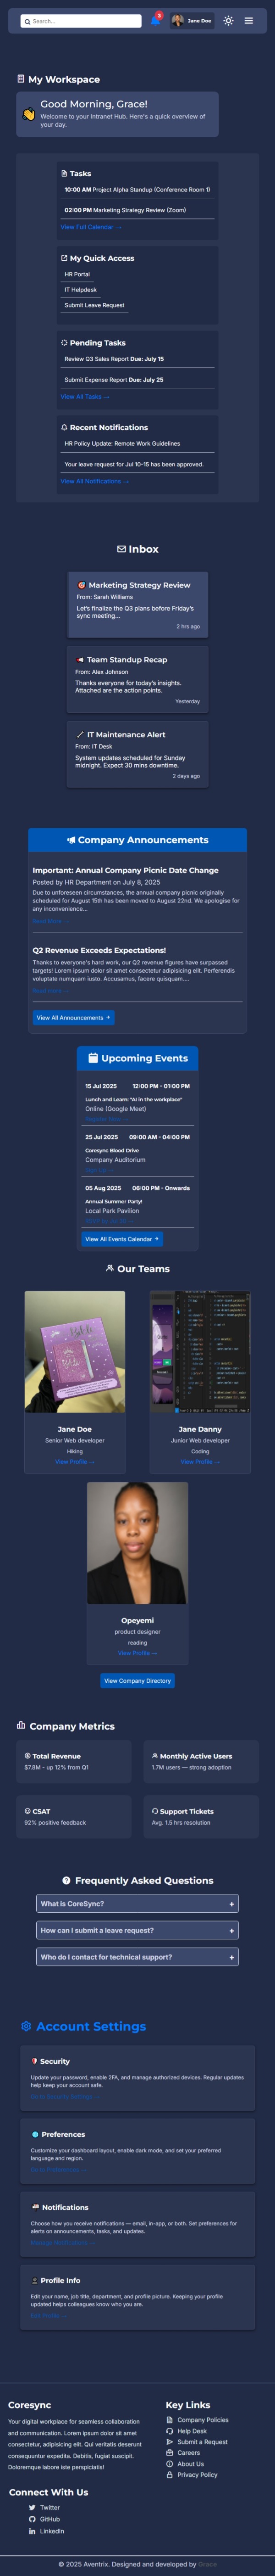 Search...
3
Jane Doe
My Workspace
Good Morning, Grace!
Welcome to your Intranet Hub. Here's a quick overview of
your day.
Tasks
10:00 AM Project Alpha Standup (Conference Room 1)
02:00 PM Marketing Strategy Review (Zoom)
View Full Calendar →
My Quick Access
HR Portal
IT Helpdesk
Submit Leave Request
Pending Tasks
Review Q3 Sales Report Due: July 15
Submit Expense Report Due: July 25
View All Tasks →
Recent Notifications
HR Policy Update: Remote Work Guidelines
Your leave request for Jul 10-15 has been approved.
View All Notifications →
Inbox
Marketing Strategy Review
From: Sarah Williams
Let's finalize the Q3 plans before Friday's
sync meeting...
2 hrs ago
Team Standup Recap
From: Alex Johnson
Thanks everyone for today's insights.
Attached are the action points.
Yesterday
IT Maintenance Alert
From: IT Desk
System updates scheduled for Sunday
midnight. Expect 30 mins downtime.
2 days ago
Company Announcements
Important: Annual Company Picnic Date Change
Posted by HR Department on July 8, 2025
Due to unforeseen circumstances, the annual company picnic originally
scheduled for August 15th has been moved to August 22nd. We apologise for
any inconvenience...
Read More →
Q2 Revenue Exceeds Expectations!
Thanks to everyone's hard work, our Q2 revenue figures have surpassed
targets! Lorem ipsum dolor sit amet consectetur adipisicing elit. Perferendis
voluptate numquam iusto. Accusamus, facere quisquam....
Read more →
View All Announcements
Upcoming Events
15 Jul 2025 12:00 PM - 01:00 PM
Lunch and Learn: "AI in the workplace"
Online (Google Meet)
25 Jul 2025 09:00 AM - 04:00 PM
Coresync Blood Drive
Company Auditorium
05 Aug 2025 06:00 PM - Onwards
Annual Summer Party!
Local Park Pavilion
View All Events Calendar
Our Teams
Jane Doe
Senior Web developer
Hiking
View Profile →
Jane Danny
Junior Web developer
Coding
View Profile →
Opeyemi
product designer
reading
View Profile →
View Company Directory
Company Metrics
Total Revenue
$7.8M - up 12% from Q1
Monthly Active Users
1.7M users — strong adoption
CSAT
92% positive feedback
Support Tickets
Avg. 1.5 hrs resolution
Frequently Asked Questions
What is CoreSync? +
How can I submit a leave request? +
Who do I contact for technical support? +
Account Settings
Security
Update your password, enable 2FA, and manage authorized devices. Regular updates
help keep your account safe.
Preferences
Customize your dashboard layout, enable dark mode, and set your preferred
language and region.
Notifications
Choose how you receive notifications — email, in-app, or both. Set preferences for
alerts on announcements, tasks, and updates.
Profile Info
Edit your name, job title, department, and profile picture. Keeping your profile
updated helps colleagues know who you are.
Coresync
Your digital workplace for seamless collaboration
and communication. Lorem ipsum dolor sit amet
consectetur, adipisicing elit. Qui veritatis deserunt
consequuntur expedita. Debitis, fugiat suscipit.
Doloremque labore iste perspiciatis!
Key Links
Company Policies
Help Desk
Submit a Request
Careers
About Us
Privacy Policy
Connect With Us
Twitter
GitHub
LinkedIn
© 2025 Aventrix. Designed and developed by Grace